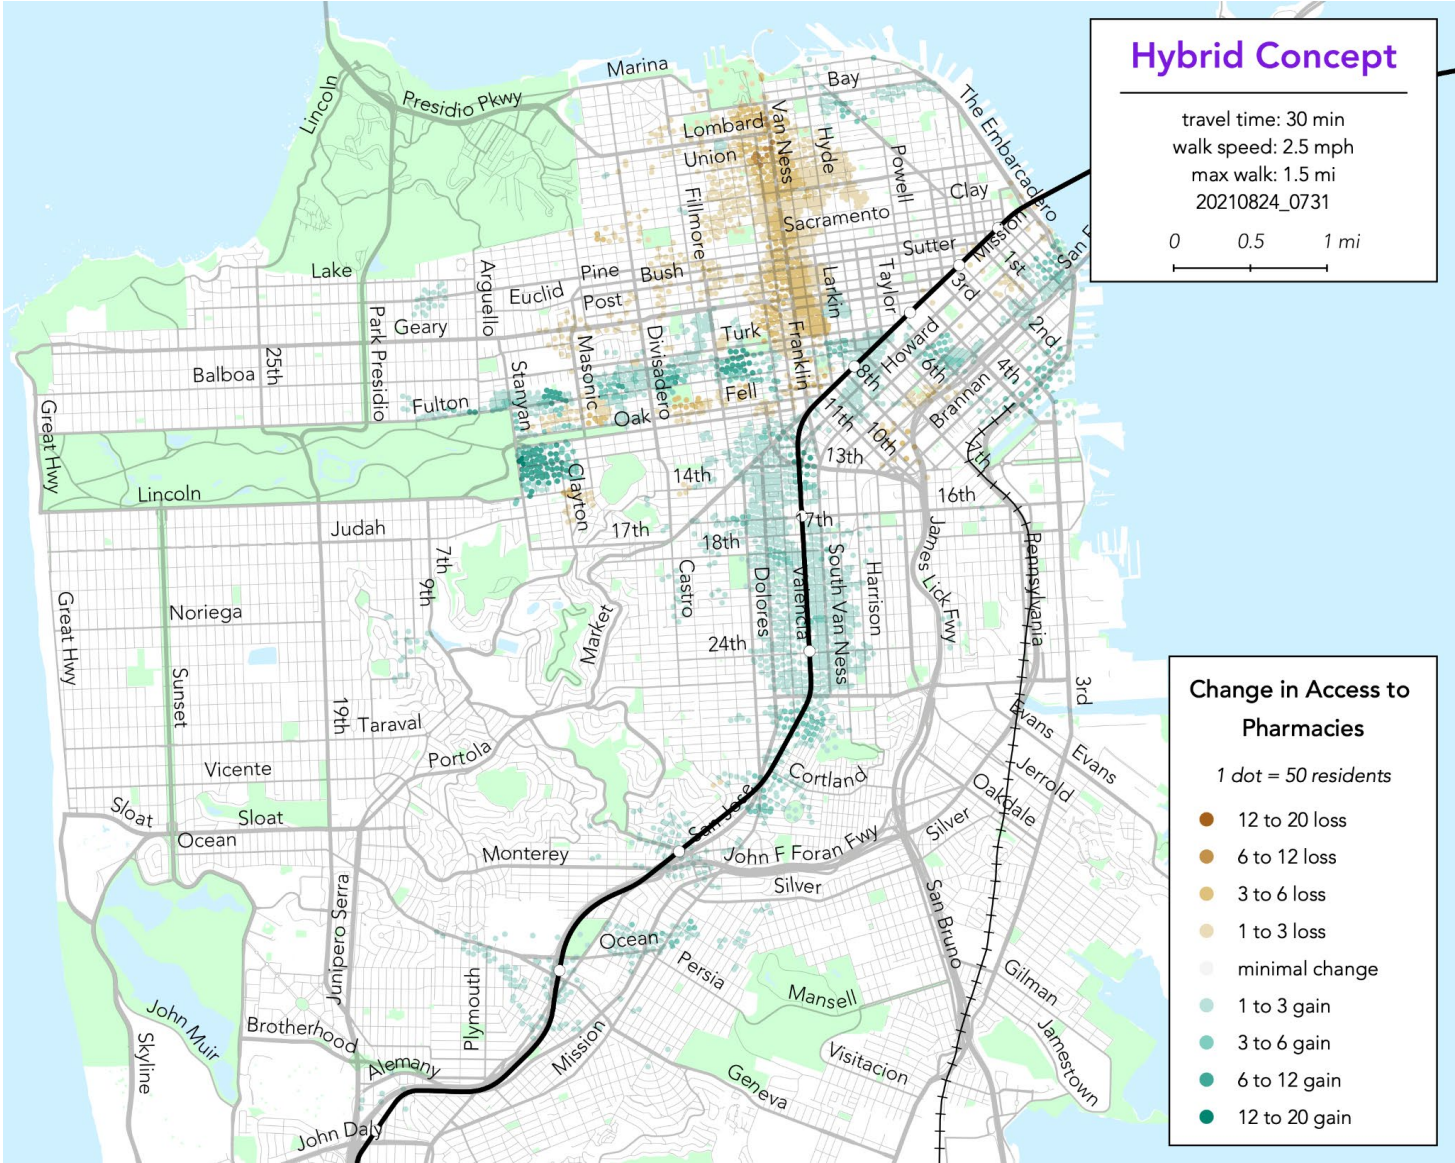 Hybrid Concept
travel time: 30 min
walk speed: 2.5 mph
max walk: 1.5 mi
20210824_0731
0 0.5 1 mi
Marina
Bay
The Embarcadero
Lincoln
Presidio Pkwy
Lombard
Van Ness
Hyde
Union
Powell
Fillmore
Clay
Sacramento
Mission
Sutter
1st
San F
Lake
Arguello
Pine
Bush
Larkin
Taylor
3rd
Euclid
Post
Geary
Park Presidio
Masonic
Divisadero
Turk
Franklin
Howard
2nd
25th
Balboa
Stanyan
8th
6th
4th
Fulton
Fell
Brannan
Great Hwy
Oak
11th
10th
7th
13th
Clayton
14th
Lincoln
16th
Judah
17th
17th
18th
7th
9th
Castro
Dolores
Valencia
South Van Ness
Harrison
James Lick Fwy
Pennsylvania
Great Hwy
Noriega
Market
24th
Sunset
19th
Taraval
3rd
Portola
Evans
Evans
Vicente
Cortland
Jerrold
Oakdale
Sloat
Sloat
San Jose
Silver
Ocean
Monterey
John F Foran Fwy
Silver
Junipero Serra
San Bruno
Ocean
Persia
Plymouth
Gilman
Mansell
John Muir
Skyline
Brotherhood
Mission
Jamestown
Alemany
Visitacion
Geneva
John Daly
Change in Access to
Pharmacies
1 dot = 50 residents
12 to 20 loss
6 to 12 loss
3 to 6 loss
1 to 3 loss
minimal change
1 to 3 gain
3 to 6 gain
6 to 12 gain
12 to 20 gain